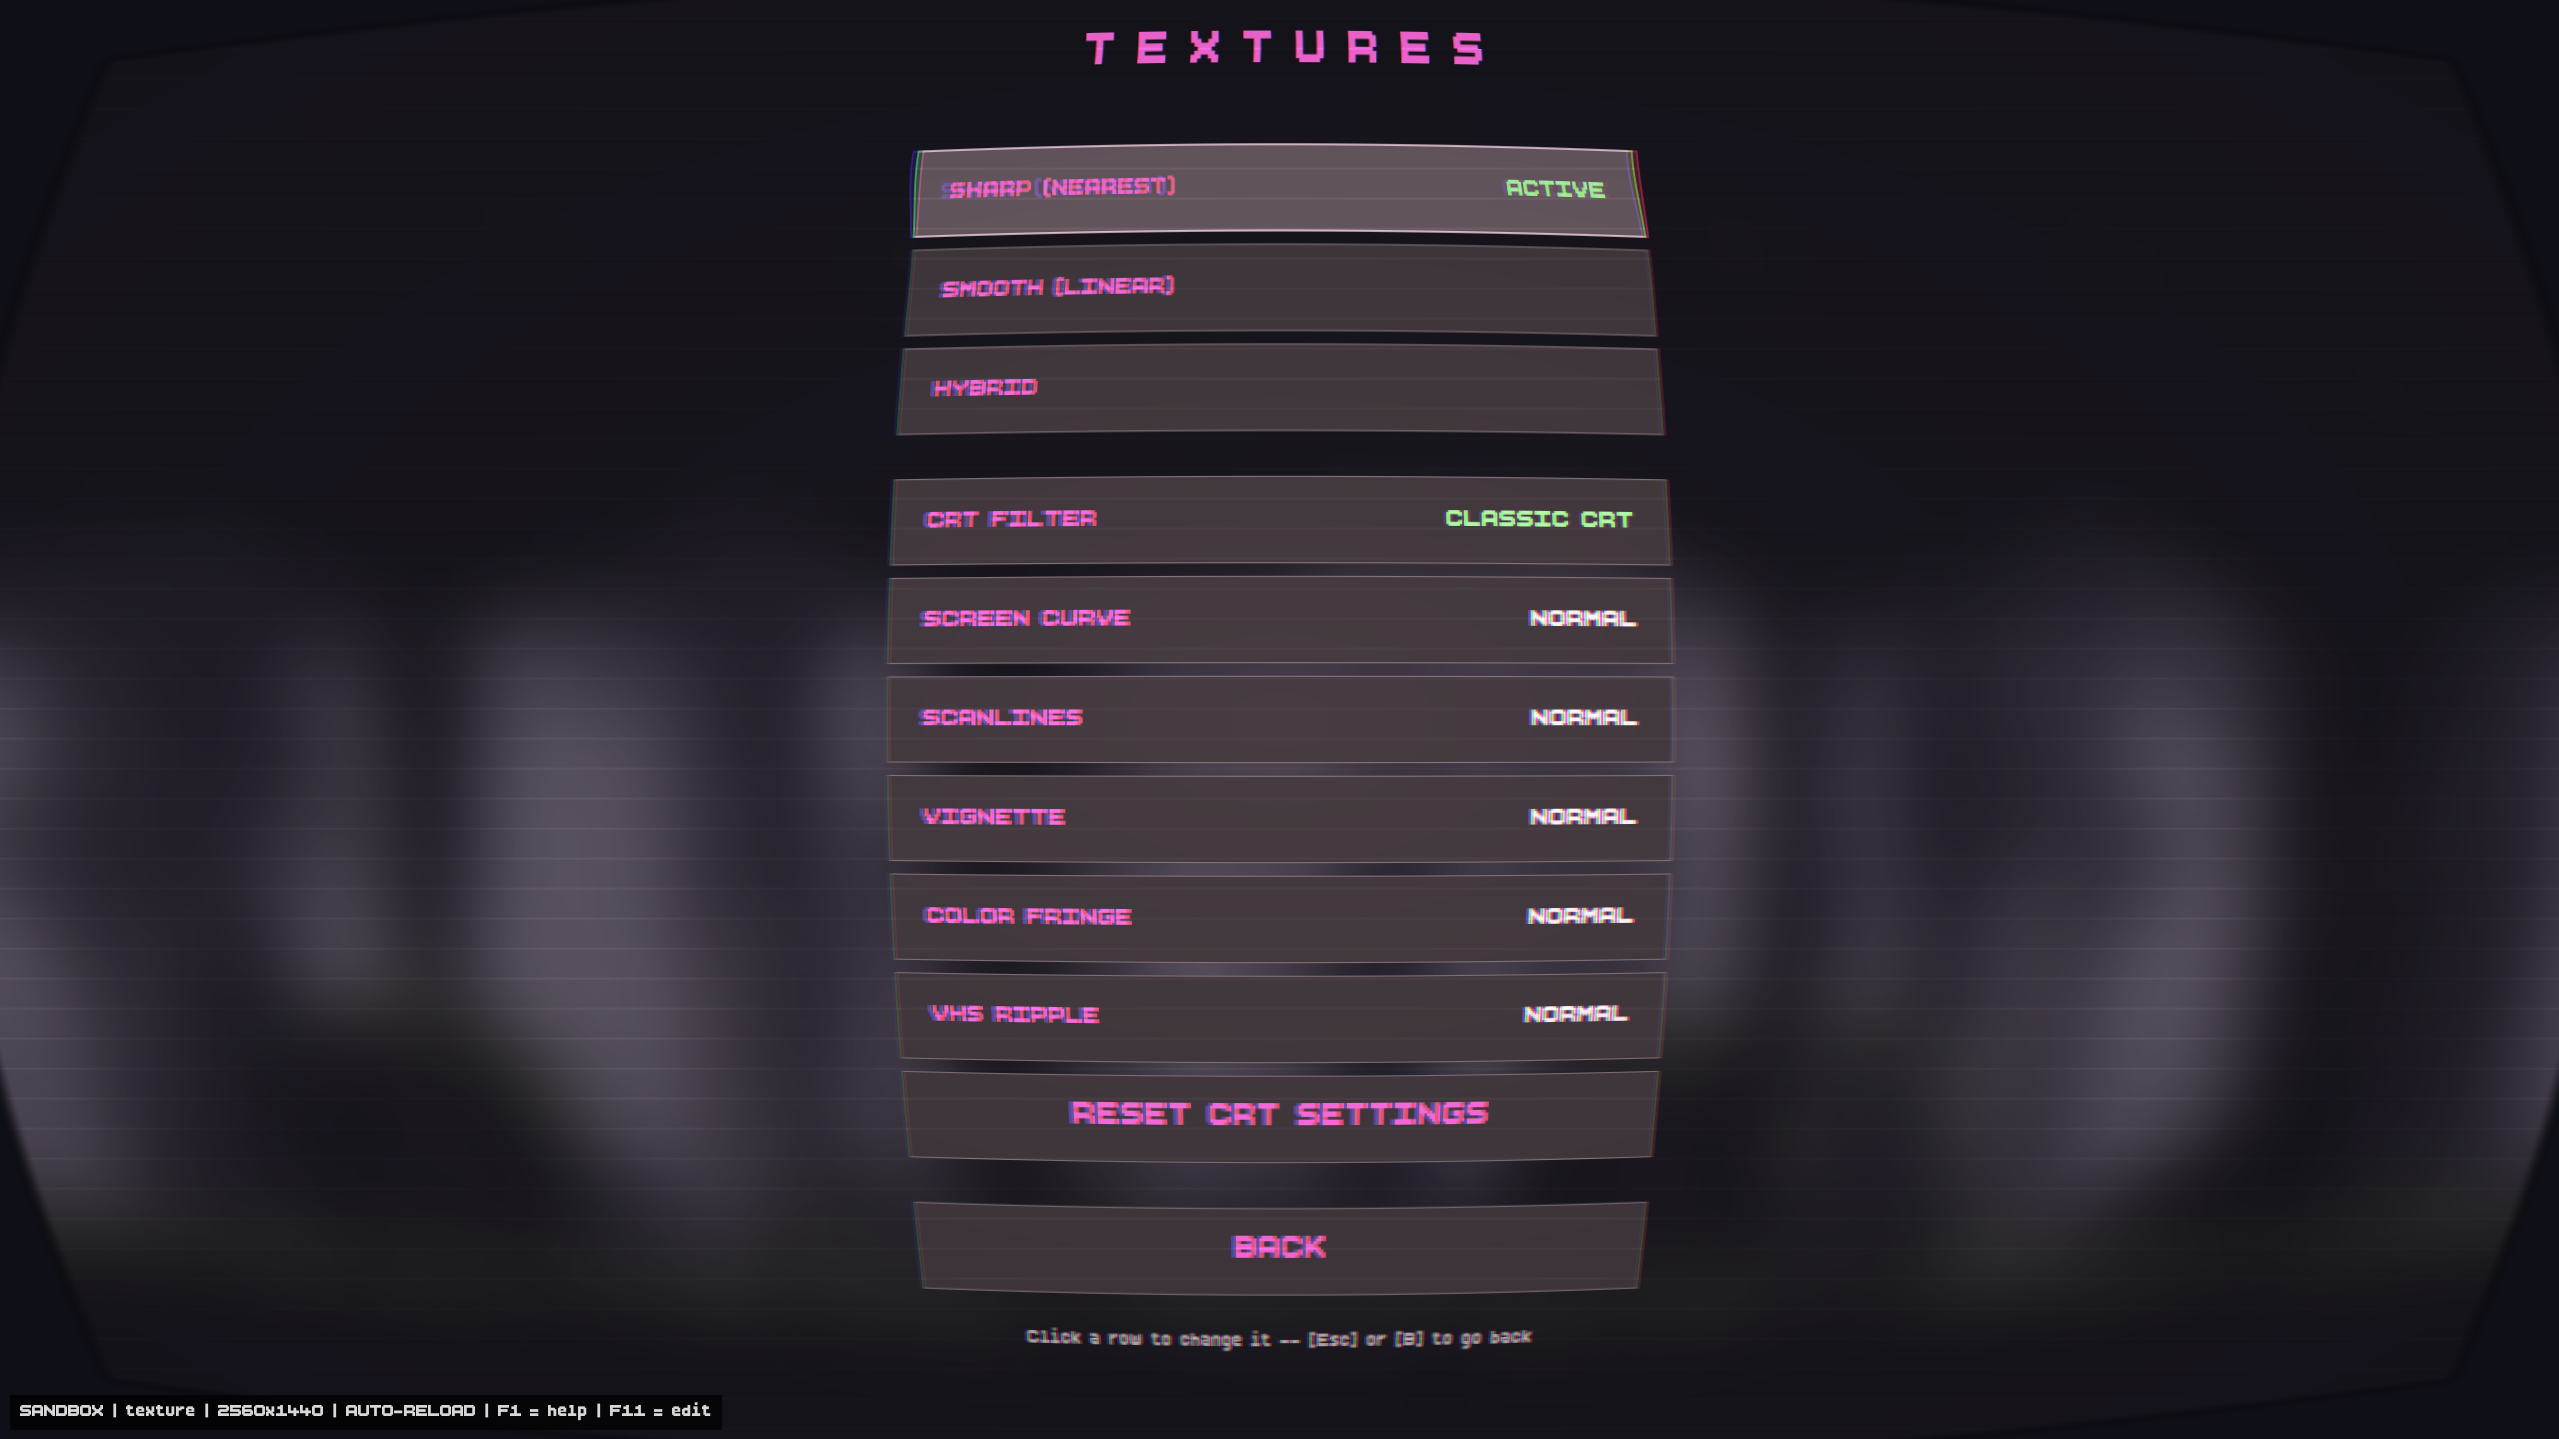 TEXTURES
SHARP (NEAREST) ACTIVE
SMOOTH (LINEAR)
HYBRID
CRT FILTER CLASSIC CRT
SCREEN CURVE NORMAL
SCANLINES NORMAL
VIGNETTE NORMAL
COLOR FRINGE NORMAL
VHS RIPPLE NORMAL
RESET CRT SETTINGS
BACK
Click a row to change it -- [Esc] or [B] to go back
SANDBOX | texture | 2560x1440 | AUTO-RELOAD | F1 = help | F11 = edit